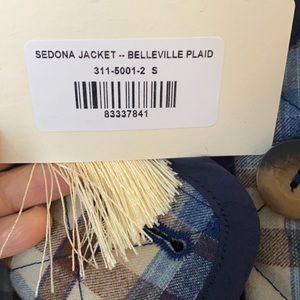 SEDONA JACKET -- BELLEVILLE PLAID
311-5001-2 S
83337841